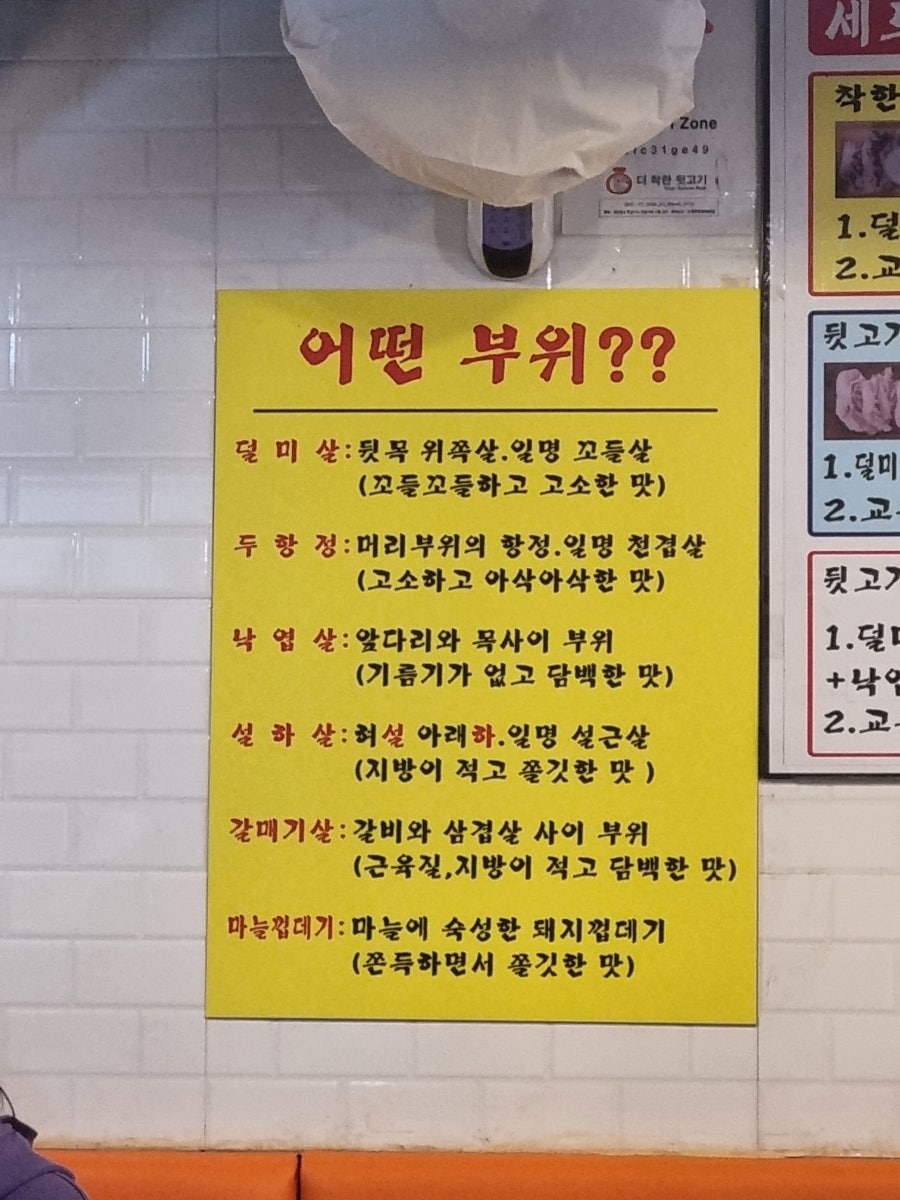 Zone
더 착한 뒷고기
어떤 부위??
덜 미 살:뒷목 위쪽살.일명 꼬들살
(꼬들꼬들하고 고소한 맛)
두 항 정:머리부위의 항정.일명 천겹살
(고소하고 아삭아삭한 맛)
낙 엽 살:앞다리와 목사이 부위
(기름기가 없고 담백한 맛)
설 하 살:혀설 아래하.일명 설근살
(지방이 적고 쫄깃한 맛 )
갈매기살:갈비와 삼겹살 사이 부위
(근육질,지방이 적고 담백한 맛)
마늘껍데기:마늘에 숙성한 돼지껍데기
(쫀득하면서 쫄깃한 맛)
착한
1.덜
2.교
뒷고기
1.덜미
2.교
뒷고기
1.덜미
+낙엽
2.교